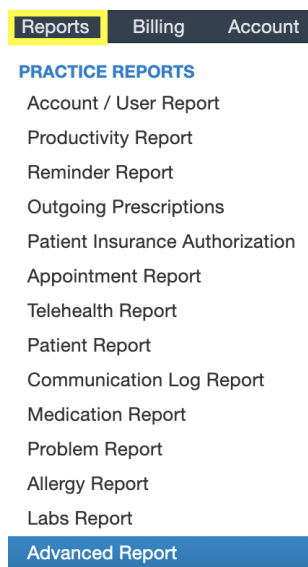 Reports Billing Account
PRACTICE REPORTS
Account / User Report
Productivity Report
Reminder Report
Outgoing Prescriptions
Patient Insurance Authorization
Appointment Report
Telehealth Report
Patient Report
Communication Log Report
Medication Report
Problem Report
Allergy Report
Labs Report
Advanced Report